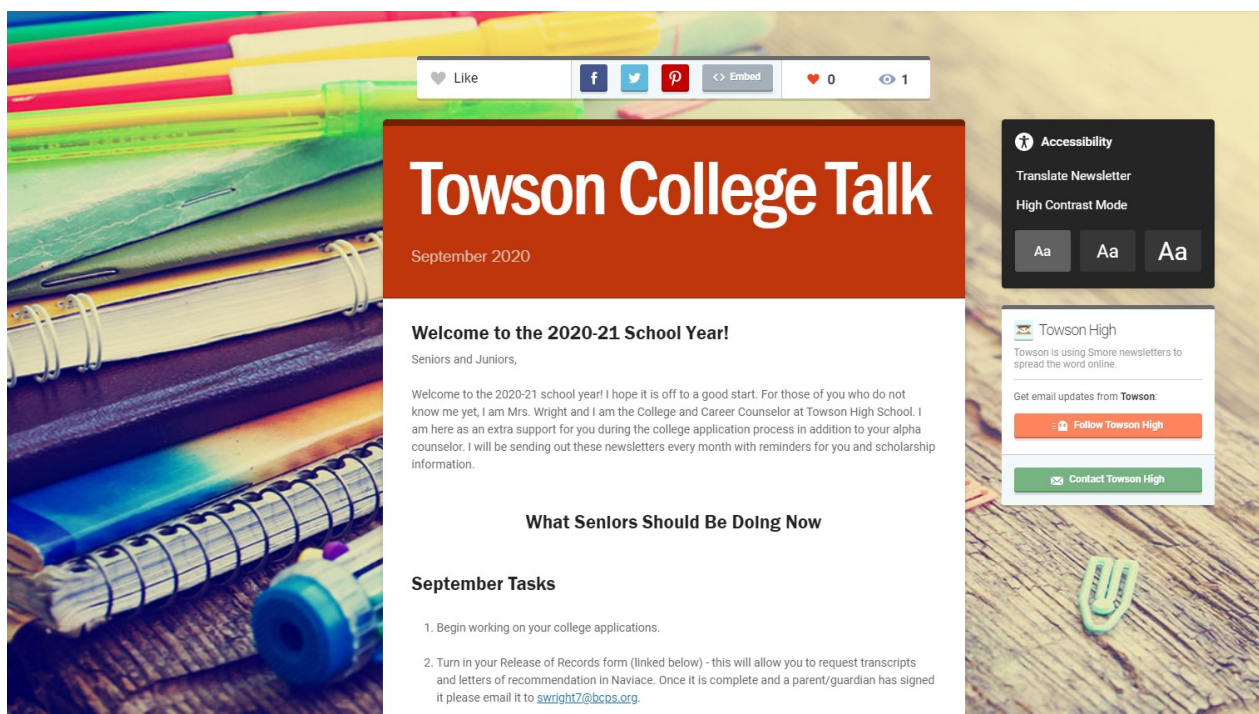 Like
f
<> Embed
0
1
Towson College Talk
September 2020
Welcome to the 2020-21 School Year!
Seniors and Juniors,
Welcome to the 2020-21 school year! I hope it is off to a good start. For those of you who do not
know me yet, I am Mrs. Wright and I am the College and Career Counselor at Towson High School. I
am here as an extra support for you during the college application process in addition to your alpha
counselor. I will be sending out these newsletters every month with reminders for you and scholarship
information.
What Seniors Should Be Doing Now
September Tasks
1. Begin working on your college applications.
2. Turn in your Release of Records form (linked below) - this will allow you to request transcripts
and letters of recommendation in Naviace. Once it is complete and a parent/guardian has signed
it please email it to swright7@bcps.org.
Accessibility
Translate Newsletter
High Contrast Mode
Aa
Aa
Aa
Towson High
Towson is using Smore newsletters to
spread the word online.
Get email updates from Towson:
Follow Towson High
Contact Towson High